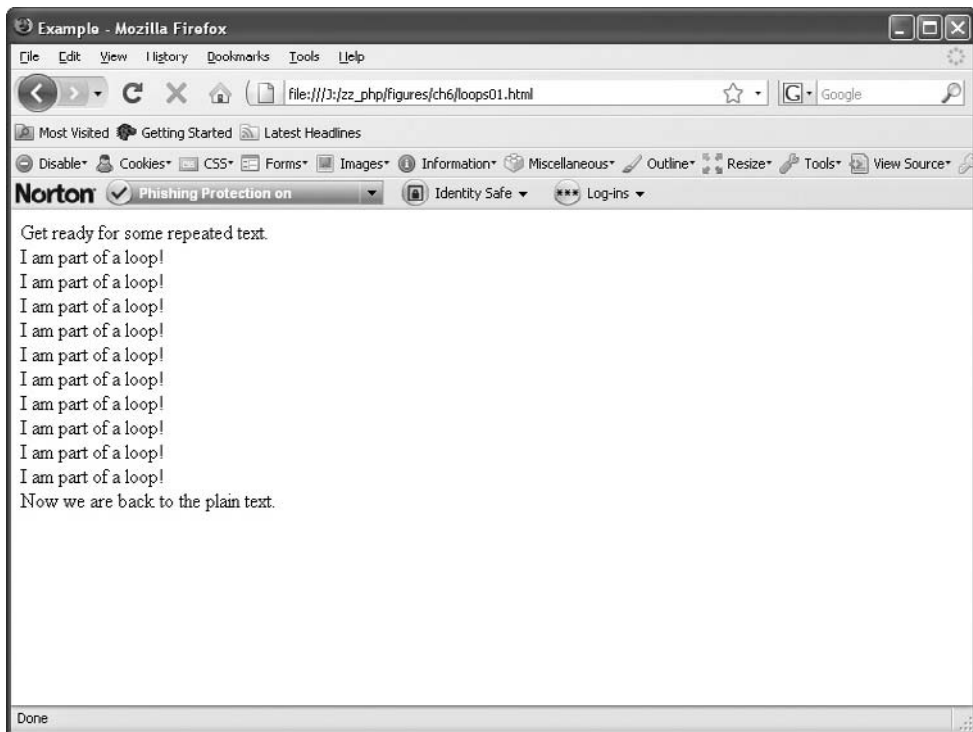 Example - Mozilla Firefox
File Edit View History Bookmarks Tools Help
file:///J:/zz_php/figures/ch6/loops01.html G Google
Most Visited Getting Started Latest Headlines
Disable Cookies CSS Forms Images Information Miscellaneous Outline Resize Tools View Source
Norton Phishing Protection on Identity Safe Log-ins
Get ready for some repeated text.
I am part of a loop!
I am part of a loop!
I am part of a loop!
I am part of a loop!
I am part of a loop!
I am part of a loop!
I am part of a loop!
I am part of a loop!
I am part of a loop!
I am part of a loop!
Now we are back to the plain text.
Done